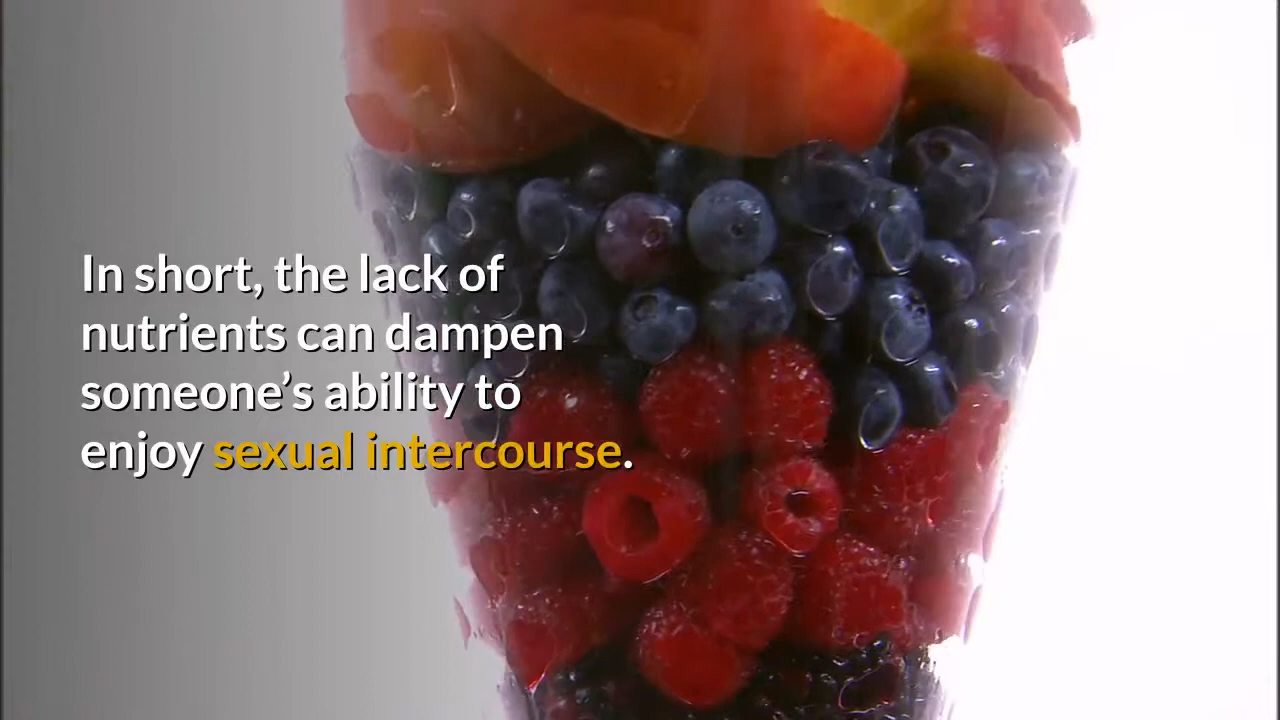 In short, the lack of
nutrients can dampen
someone’s ability to
enjoy sexual intercourse.